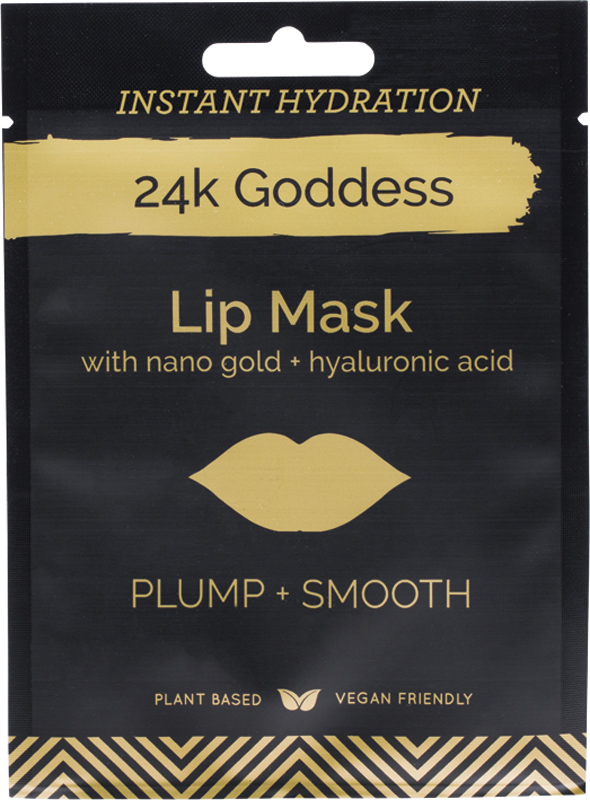 INSTANT HYDRATION
24k Goddess
Lip Mask
with nano gold + hyaluronic acid
PLUMP + SMOOTH
PLANT BASED VEGAN FRIENDLY